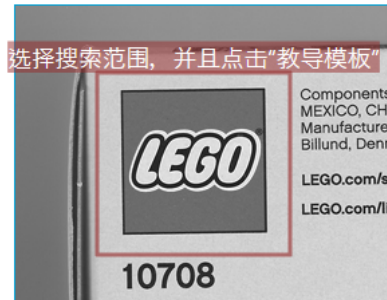 选择搜索范围，并且点击“教导模板”
Components
MEXICO, CH
Manufacture
Billund, Denn
LEGO
LEGO.com/s
LEGO.com/li
10708